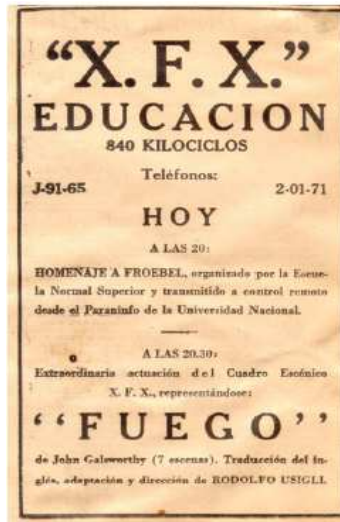 “X. F. X.”
EDUCACION
840 KILOCICLOS
Teléfonos:
J-91-65 2-01-71
HOY
A LAS 20:
HOMENAJE A FROEBEL, organizado por la Escue-
la Normal Superior y transmitido a control remoto
desde el Paraninfo de la Universidad Nacional.
A LAS 20.30:
Extraordinaria actuación del Cuadro Escénico
X. F. X., representándose:
‘‘FUEGO’’
de John Galsworthy (7 escenas). Traducción del in-
glés, adaptación y dirección de RODOLFO USIGLI.